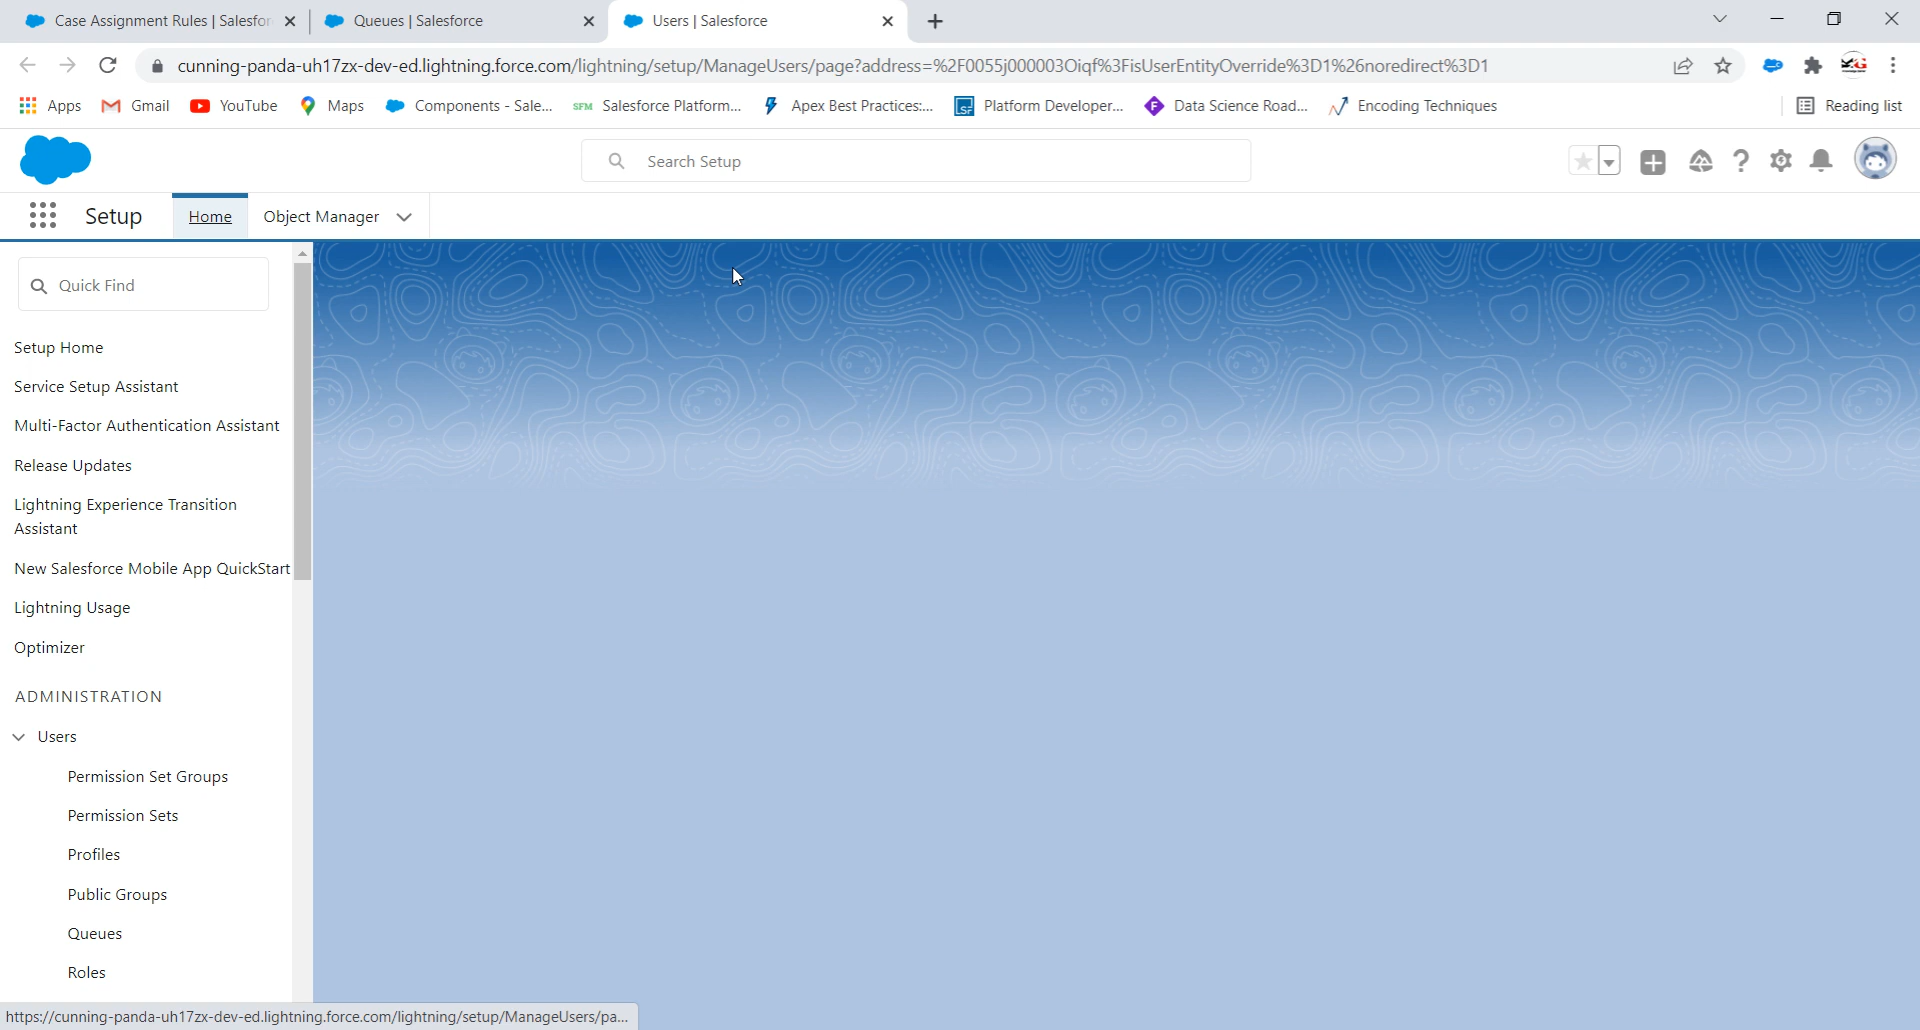 Case Assignment Rules | Salesfor
Queues | Salesforce
Users | Salesforce
cunning-panda-uh17zx-dev-ed.lightning.force.com/lightning/setup/ManageUsers/page?address=%2F0055j000003Oiqf%3FisUserEntityOverride%3D1%26noredirect%3D1
Apps
Gmail
YouTube
Maps
Components - Sale...
SFM Salesforce Platform...
Apex Best Practices:...
Platform Developer...
Data Science Road...
Encoding Techniques
Reading list
Search Setup
Setup
Home
Object Manager
Quick Find
Setup Home
Service Setup Assistant
Multi-Factor Authentication Assistant
Release Updates
Lightning Experience Transition
Assistant
New Salesforce Mobile App QuickStart
Lightning Usage
Optimizer
ADMINISTRATION
Users
Permission Set Groups
Permission Sets
Profiles
Public Groups
Queues
Roles
https://cunning-panda-uh17zx-dev-ed.lightning.force.com/lightning/setup/ManageUsers/pa...